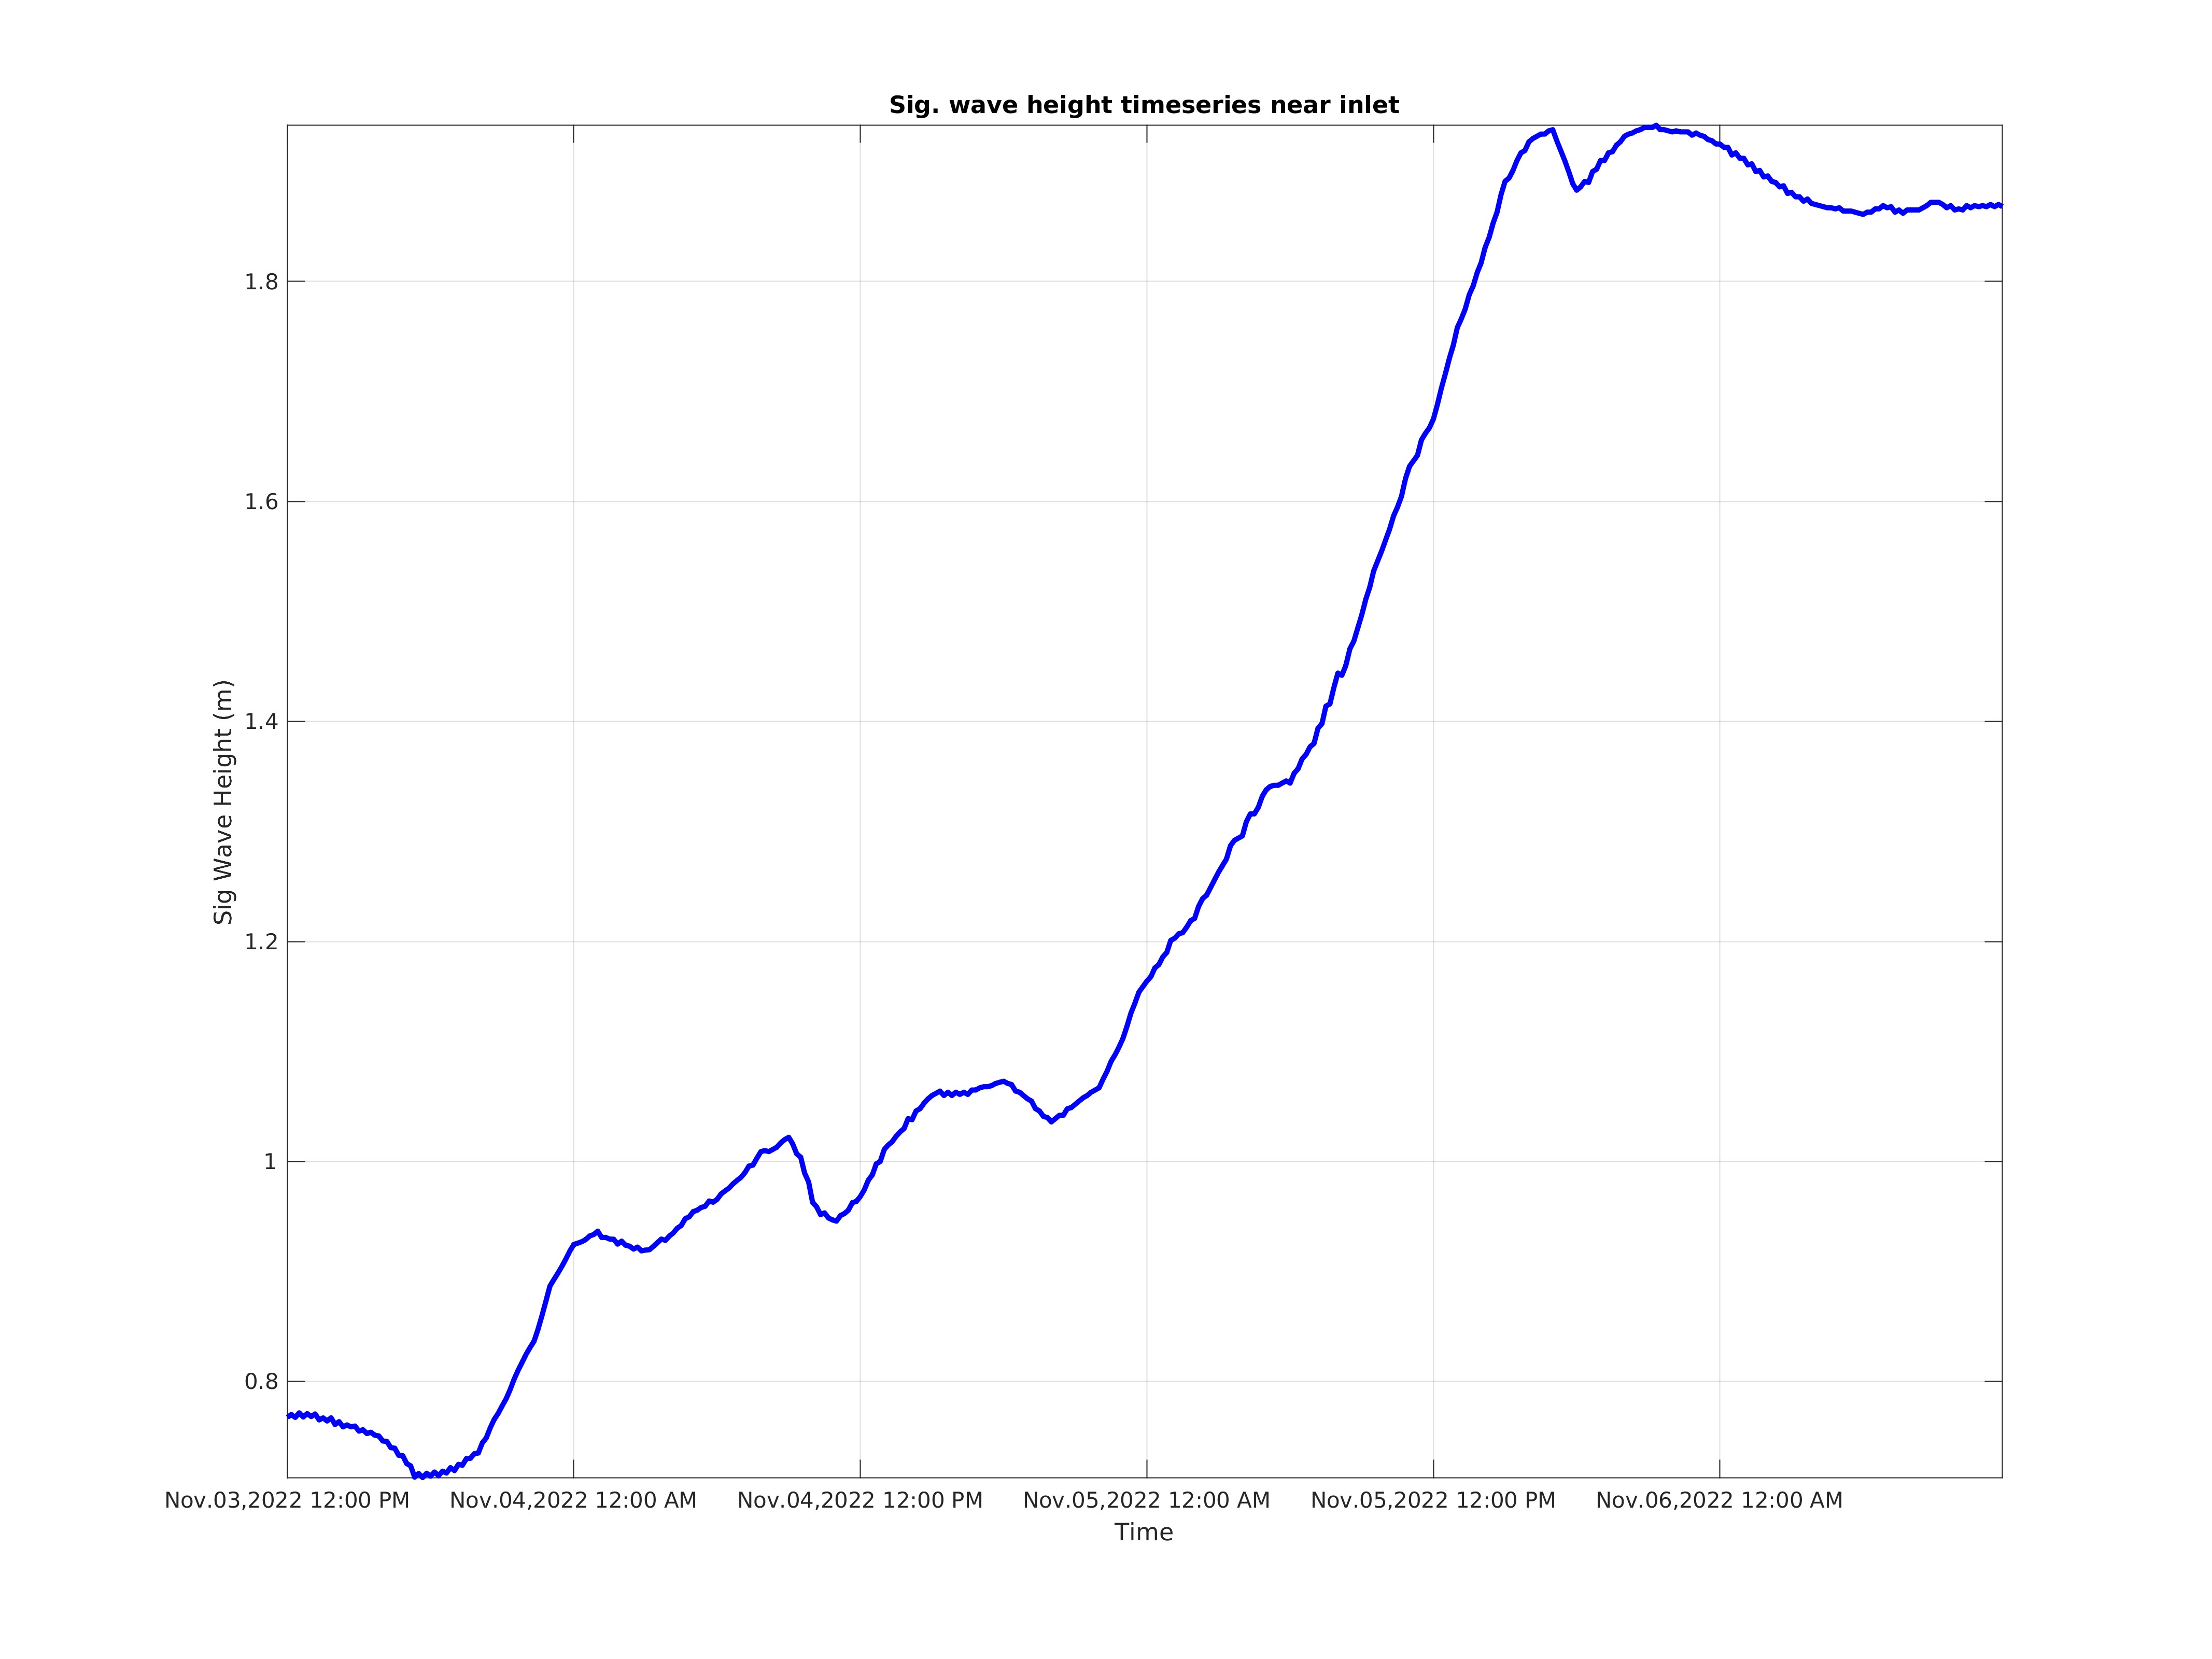 Sig. wave height timeseries near inlet
Sig Wave Height (m)
1.8
1.6
1.4
1.2
1
0.8
Nov.03,2022 12:00 PM
Nov.04,2022 12:00 AM
Nov.04,2022 12:00 PM
Nov.05,2022 12:00 AM
Nov.05,2022 12:00 PM
Nov.06,2022 12:00 AM
Time